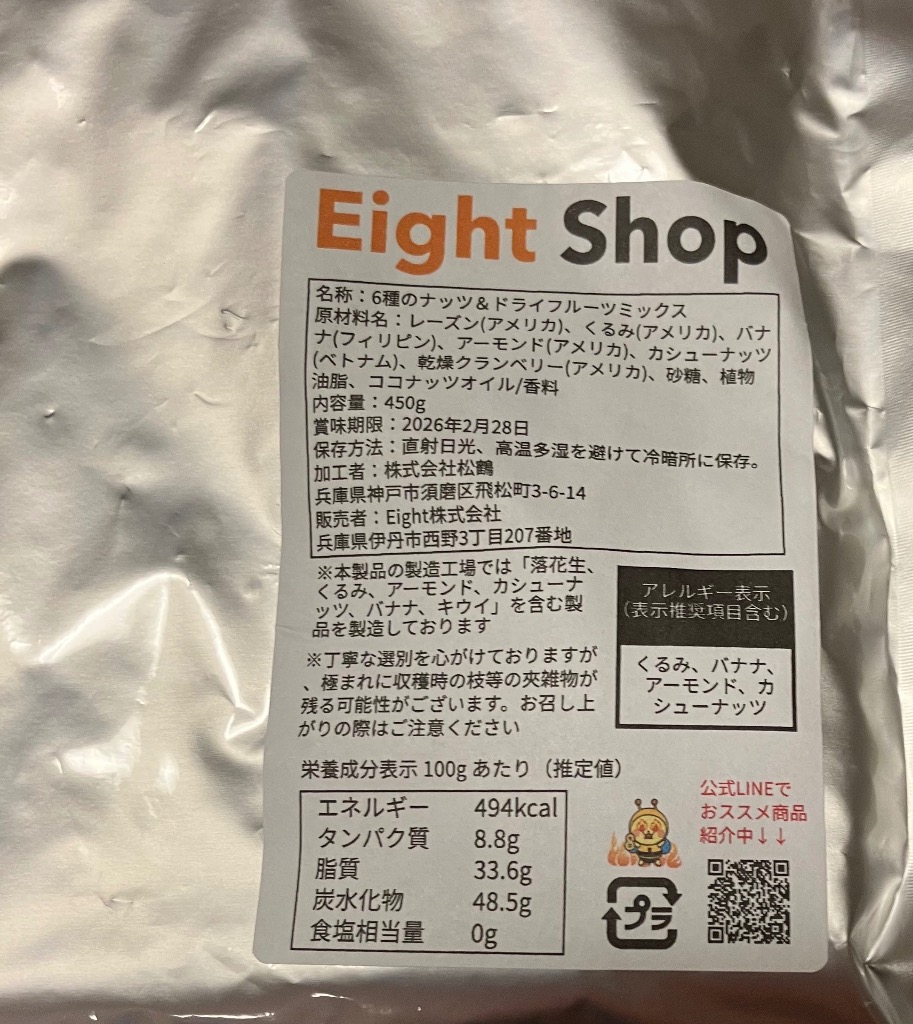 Eight Shop
名称：6種のナッツ＆ドライフルーツミックス
原材料名：レーズン(アメリカ)、くるみ(アメリカ)、バナ
ナ(フィリピン)、アーモンド(アメリカ)、カシューナッツ
(ベトナム)、乾燥クランベリー(アメリカ)、砂糖、植物
油脂、ココナッツオイル/香料
内容量：450g
賞味期限：2026年2月28日
保存方法：直射日光、高温多湿を避けて冷暗所に保存。
加工者：株式会社松鶴
兵庫県神戸市須磨区飛松町3-6-14
販売者：Eight株式会社
兵庫県伊丹市西野3丁目207番地
※本製品の製造工場では「落花生、
くるみ、アーモンド、カシューナ
ッツ、バナナ、キウイ」を含む製
品を製造しております
※丁寧な選別を心がけておりますが
、極まれに収穫時の枝等の夾雑物が
残る可能性がございます。お召し上
がりの際はご注意ください
アレルギー表示
(表示推奨項目含む)
くるみ、バナナ、
アーモンド、カ
シューナッツ
栄養成分表示 100g あたり（推定値）
エネルギー 494kcal
タンパク質 8.8g
脂質 33.6g
炭水化物 48.5g
食塩相当量 0g
公式LINEで
おススメ商品
紹介中↓↓
プラ